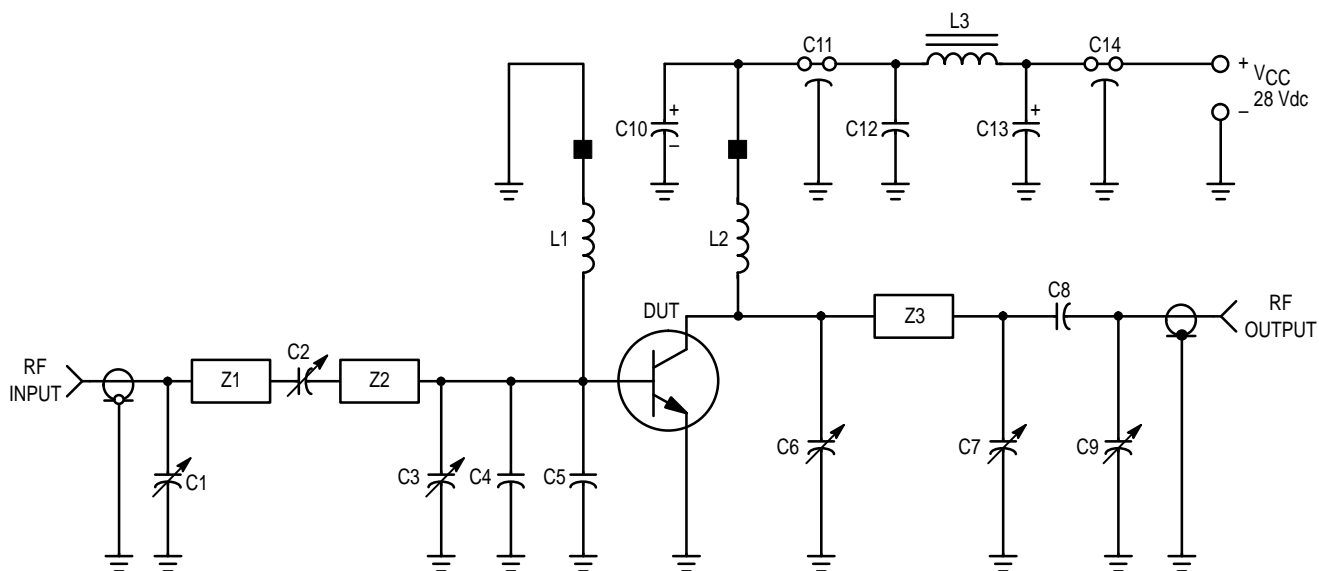 L3
C11
C14
+
VCC
28 Vdc
–
+
C10
–
C12
C13
+
L1
L2
DUT
C8
Z3
RF
OUTPUT
RF
INPUT
Z1
C2
Z2
C1
C3
C4
C5
C6
C7
C9